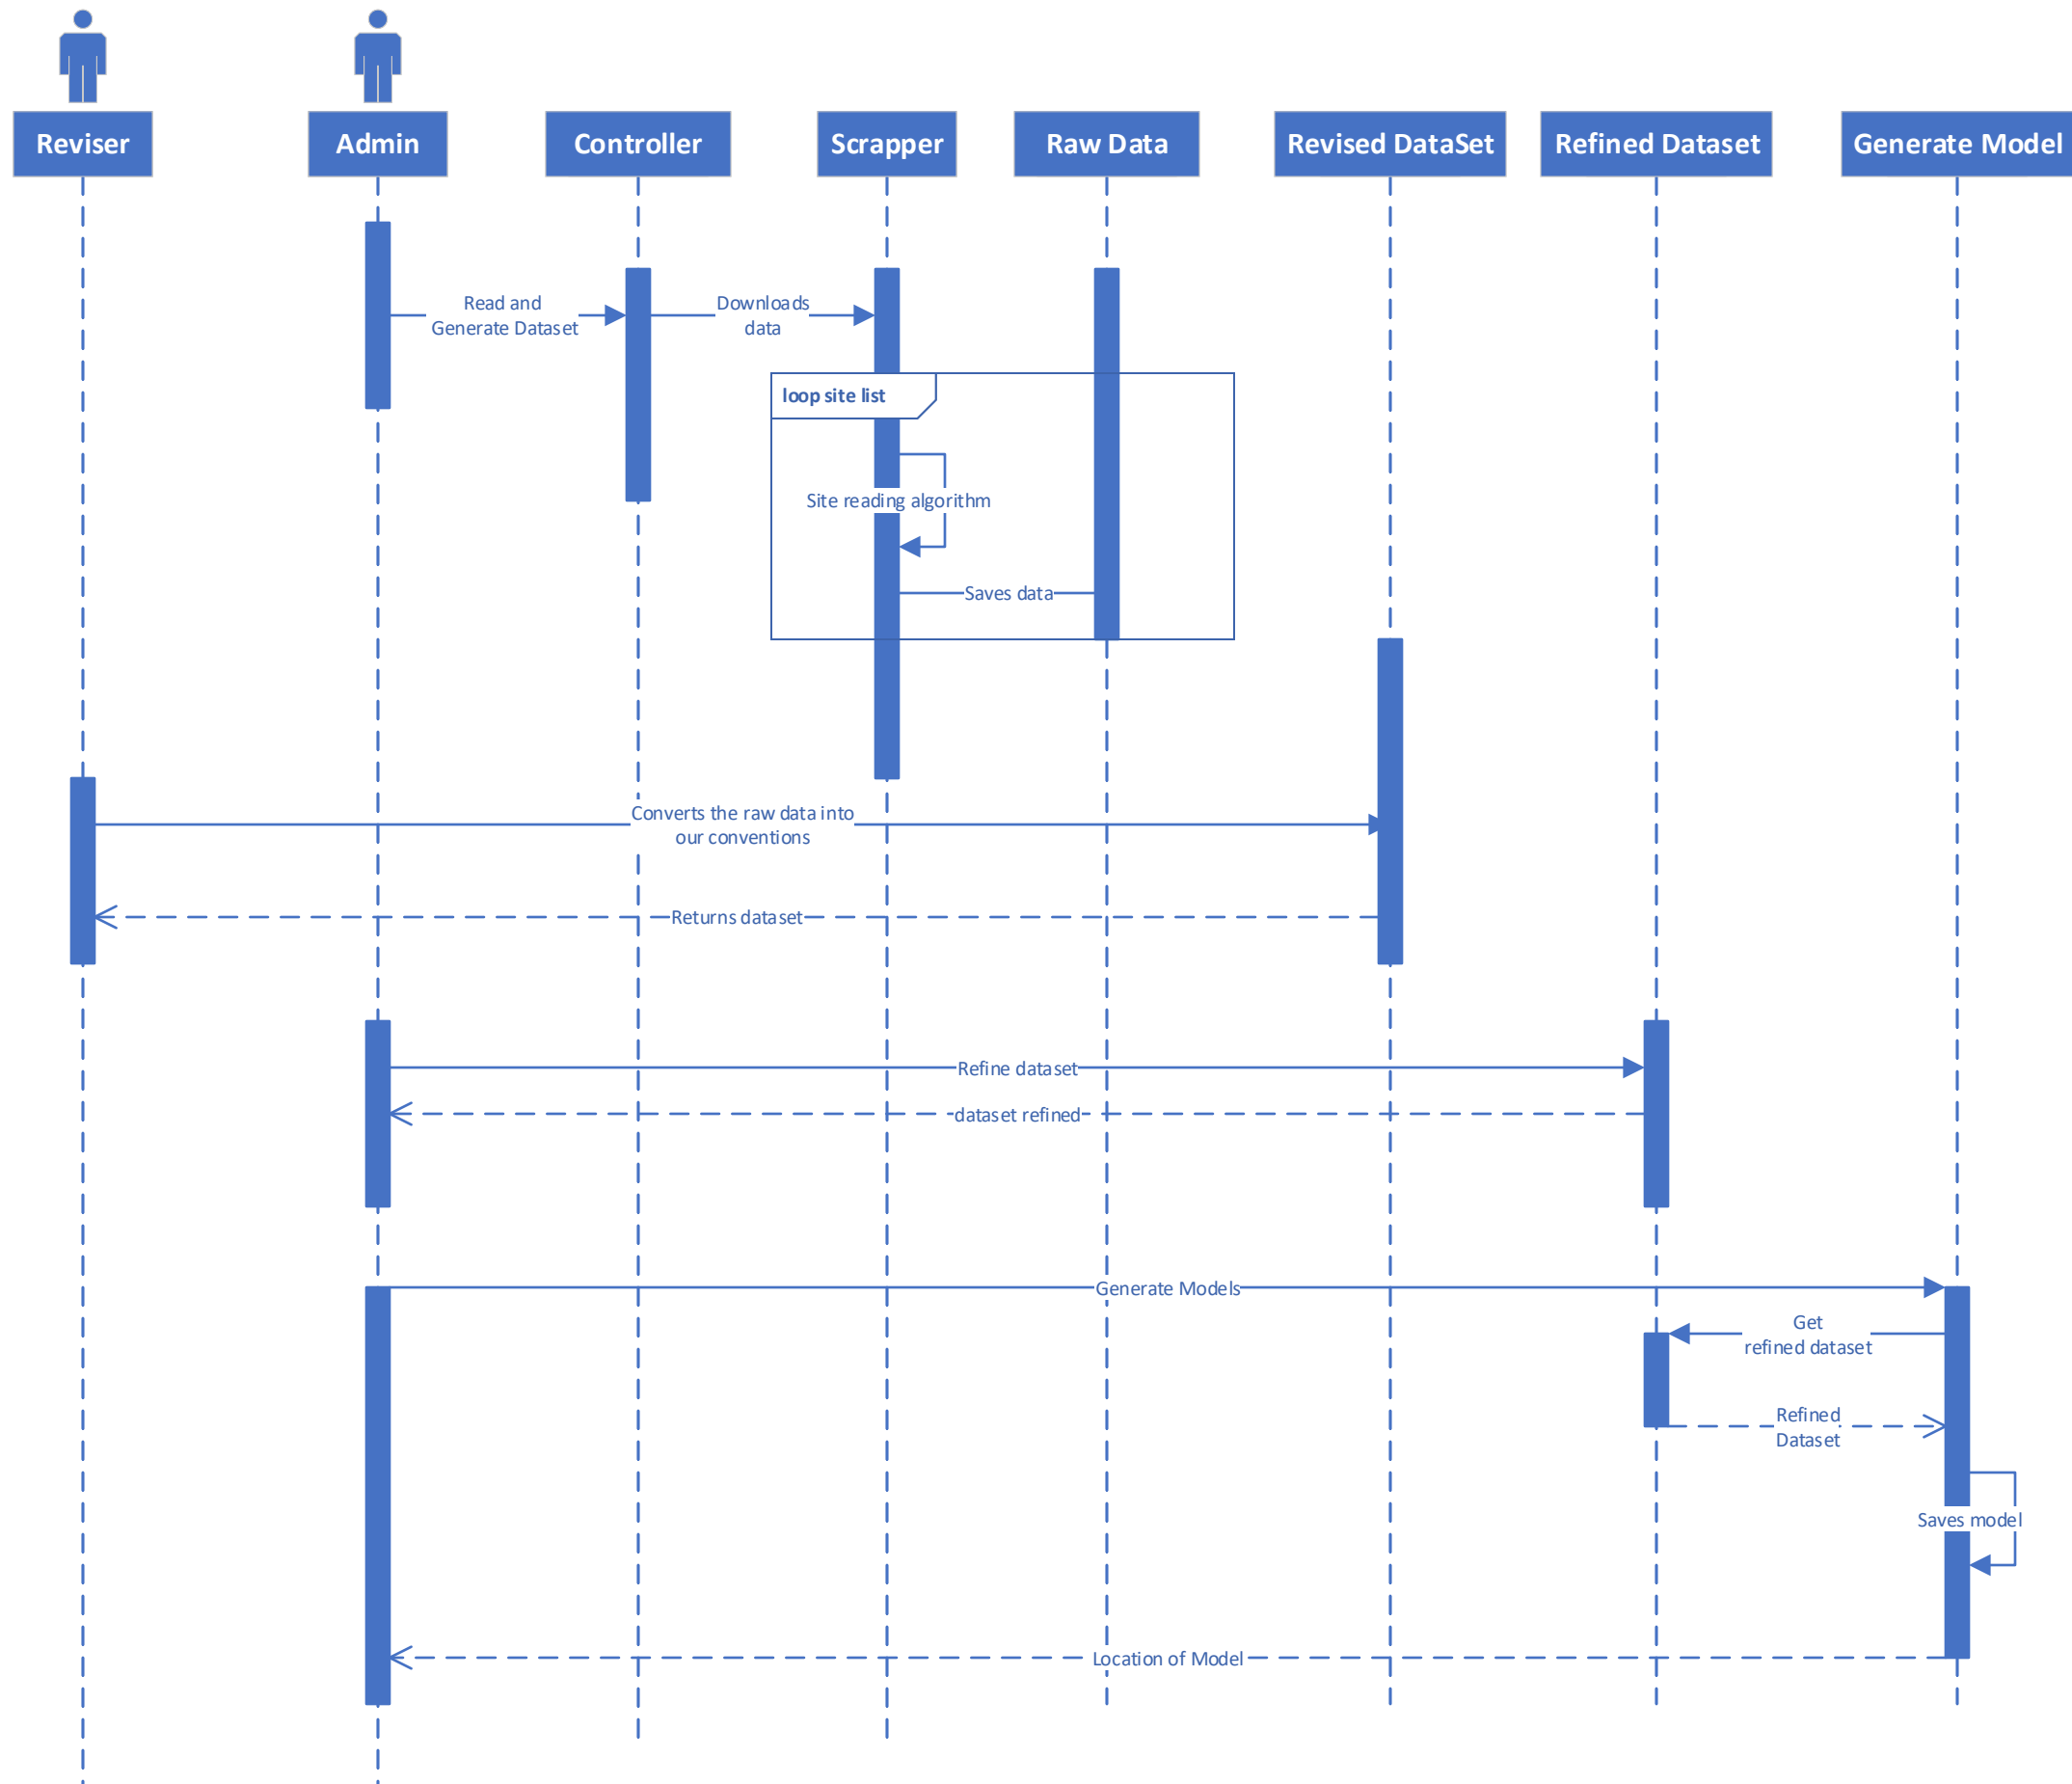 Reviser
Admin
Controller
Scrapper
Raw Data
Revised DataSet
Refined Dataset
Generate Model
Read and
Generate Dataset
Downloads
data
loop site list
Site reading algorithm
Saves data
Converts the raw data into
our conventions
Returns dataset
Refine dataset
dataset refined
Generate Models
Get
refined dataset
Refined
Dataset
Saves model
Location of Model